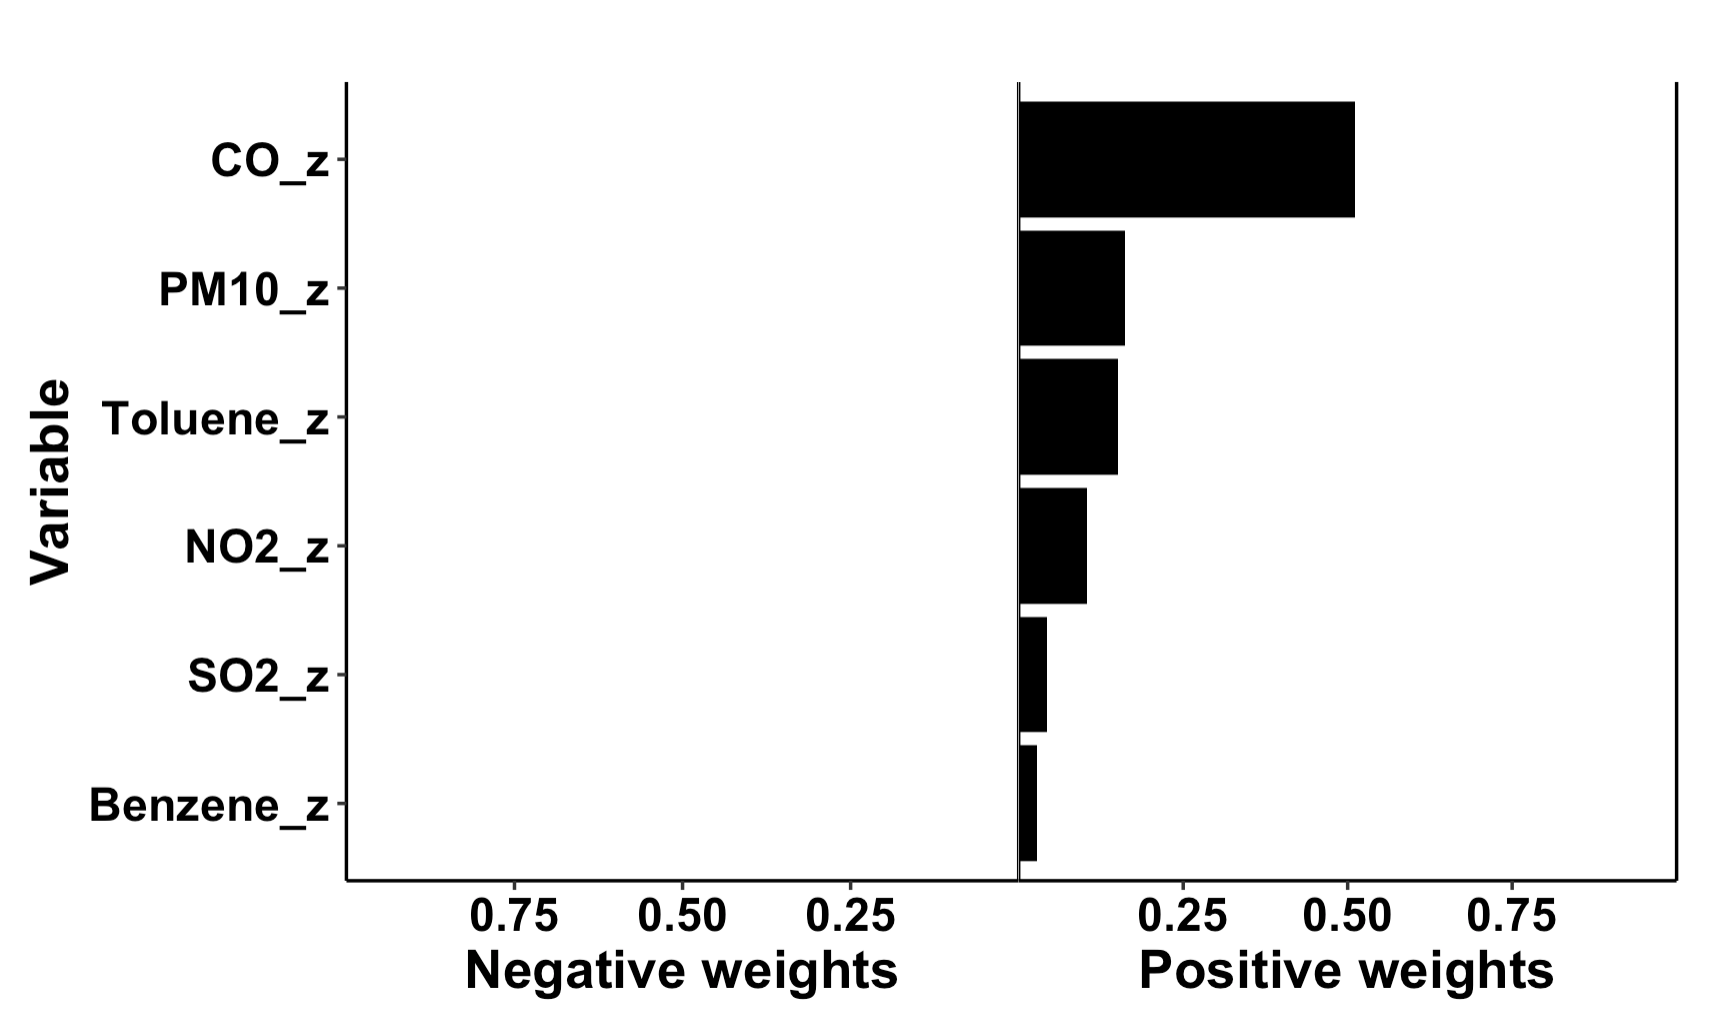 Variable
CO_z
PM10_z
Toluene_z
NO2_z
SO2_z
Benzene_z
0.75 0.50 0.25 0.25 0.50 0.75
Negative weights Positive weights